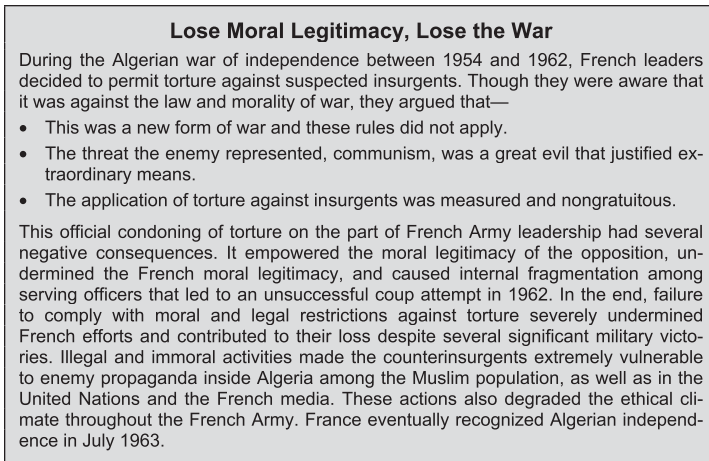 Lose Moral Legitimacy, Lose the War
During the Algerian war of independence between 1954 and 1962, French leaders
decided to permit torture against suspected insurgents. Though they were aware that
it was against the law and morality of war, they argued that—
• This was a new form of war and these rules did not apply.
• The threat the enemy represented, communism, was a great evil that justified ex-
traordinary means.
• The application of torture against insurgents was measured and nongratuitous.
This official condoning of torture on the part of French Army leadership had several
negative consequences. It empowered the moral legitimacy of the opposition, un-
dermined the French moral legitimacy, and caused internal fragmentation among
serving officers that led to an unsuccessful coup attempt in 1962. In the end, failure
to comply with moral and legal restrictions against torture severely undermined
French efforts and contributed to their loss despite several significant military victo-
ries. Illegal and immoral activities made the counterinsurgents extremely vulnerable
to enemy propaganda inside Algeria among the Muslim population, as well as in the
United Nations and the French media. These actions also degraded the ethical cli-
mate throughout the French Army. France eventually recognized Algerian independ-
ence in July 1963.